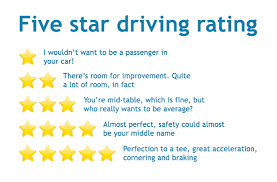 Five star driving rating
I wouldn't want to be a passenger in
your car!
There's room for improvement. Quite
a lot of room, in fact
You're mid-table, which is fine, but
who really wants to be average?
Almost perfect, safety could almost
be your middle name
Perfection to a tee, great acceleration,
cornering and braking